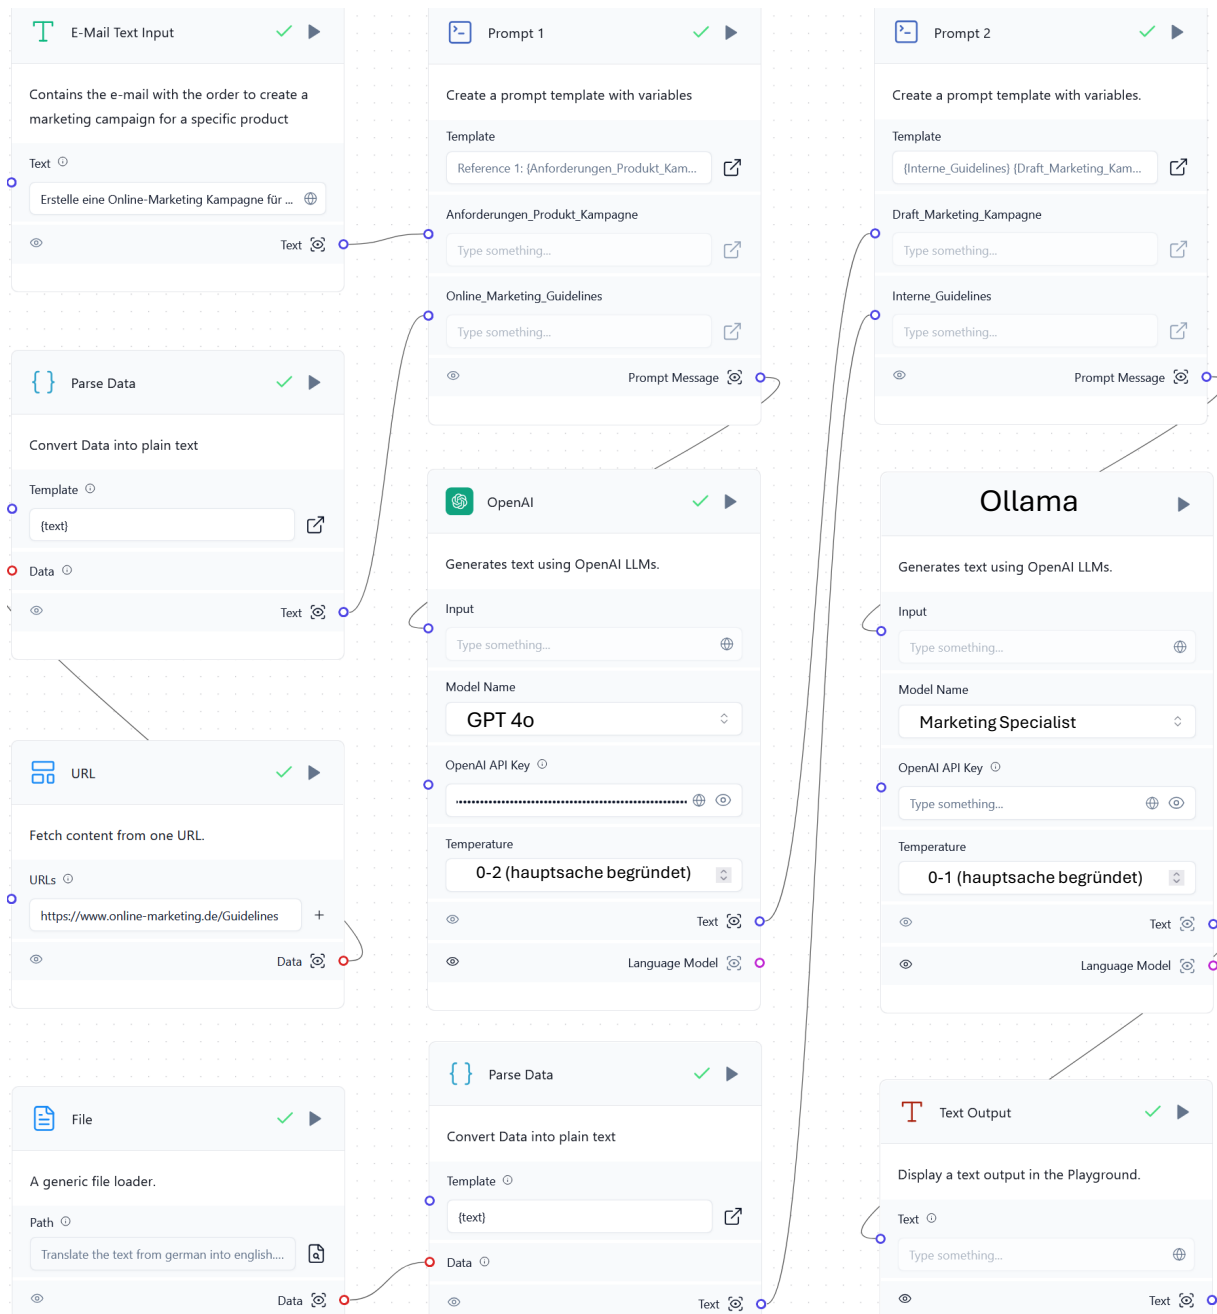 E-Mail Text Input
Contains the e-mail with the order to create a
marketing campaign for a specific product
Text
Erstelle eine Online-Marketing Kampagne für ...
Text
Parse Data
Convert Data into plain text
Template
{text}
Data
Text
URL
Fetch content from one URL.
URLs
https://www.online-marketing.de/Guidelines
+
Data
File
A generic file loader.
Path
Translate the text from german into english....
Data
Prompt 1
Create a prompt template with variables
Template
Reference 1: {Anforderungen_Produkt_Kam...
Anforderungen_Produkt_Kampagne
Type something...
Online_Marketing_Guidelines
Type something...
Prompt Message
OpenAI
Generates text using OpenAI LLMs.
Input
Type something...
Model Name
GPT 4o
OpenAI API Key
Temperature
0-2 (hauptsache begründet)
Text
Language Model
Parse Data
Convert Data into plain text
Template
{text}
Data
Text
Prompt 2
Create a prompt template with variables.
Template
{Interne_Guidelines} {Draft_Marketing_Kam...
Draft_Marketing_Kampagne
Type something...
Interne_Guidelines
Type something...
Prompt Message
Ollama
Generates text using OpenAI LLMs.
Input
Type something...
Model Name
Marketing Specialist
OpenAI API Key
Type something...
Temperature
0-1 (hauptsache begründet)
Text
Language Model
Text Output
Display a text output in the Playground.
Text
Type something...
Text